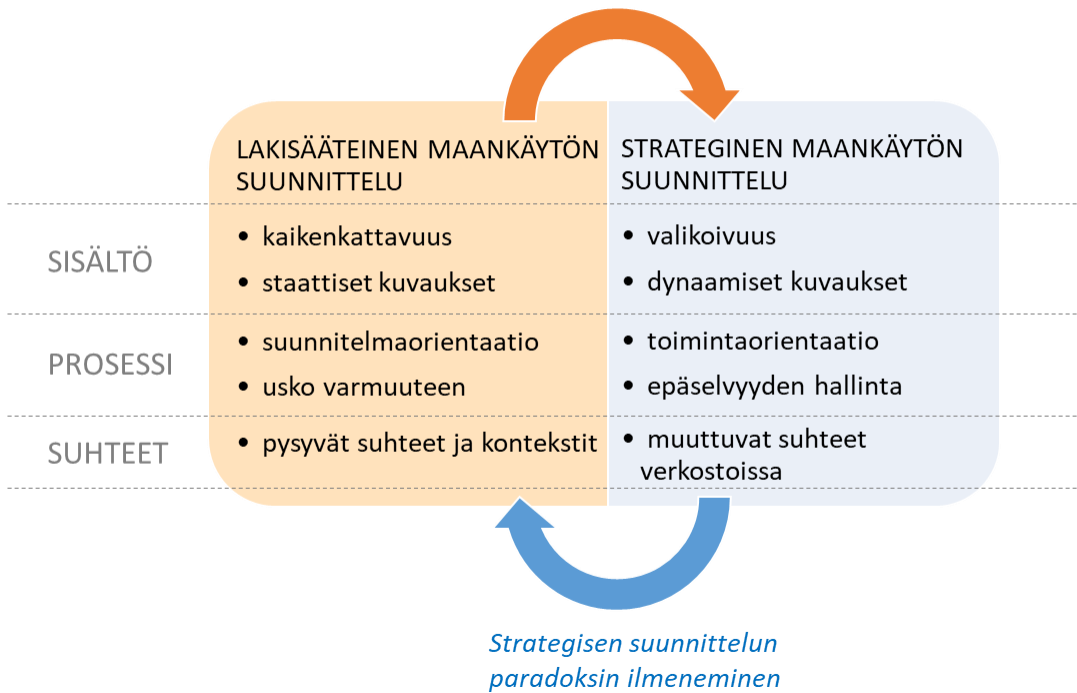 LAKISÄÄTEINEN MAANKÄYTÖN
SUUNNITTELU
STRATEGINEN MAANKÄYTÖN
SUUNNITTELU
SISÄLTÖ
• kaikenkattavuus
• staattiset kuvaukset
• valikoivuus
• dynaamiset kuvaukset
PROSESSI
• suunnitelmaorientaatio
• usko varmuuteen
• toimintaorientaatio
• epäselvyyden hallinta
SUHTEET
• pysyvät suhteet ja kontekstit
• muuttuvat suhteet
verkostoissa
Strategisen suunnittelun
paradoksin ilmeneminen